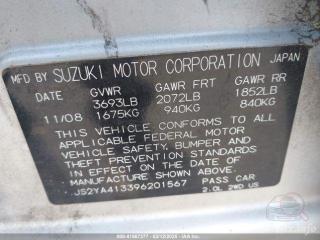 MFD BY SUZUKI MOTOR CORPORATION JAPAN
DATE GVWR GAWR FRT GAWR RR
3693LB 2072LB 1852LB
11/08 1675KG 940KG 840KG
THIS VEHICLE CONFORMS TO ALL
APPLICABLE FEDERAL MOTOR
VEHICLE SAFETY, BUMPER AND
THEFT PREVENTION STANDARDS
IN EFFECT ON THE DATE OF
MANUFACTURE SHOWN ABOVE.
JS2YA413396201567 PASS CAR
2.0L 2WD US